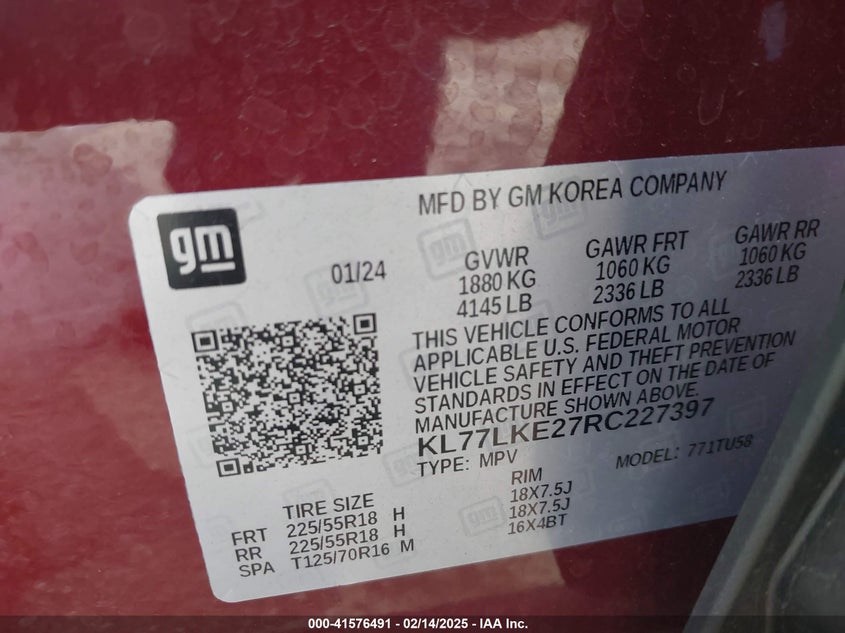 MFD BY GM KOREA COMPANY
gm
01/24
GVWR GAWR FRT GAWR RR
1880 KG 1060 KG 1060 KG
4145 LB 2336 LB 2336 LB
THIS VEHICLE CONFORMS TO ALL
APPLICABLE U.S. FEDERAL MOTOR
VEHICLE SAFETY AND THEFT PREVENTION
STANDARDS IN EFFECT ON THE DATE OF
MANUFACTURE SHOWN ABOVE.
KL77LKE27RC227397
TYPE: MPV MODEL: 771TU58
TIRE SIZE RIM
FRT 225/55R18 H 18X7.5J
RR 225/55R18 H 18X7.5J
SPA T125/70R16 M 16X4BT
000-41576491 - 02/14/2025 - IAA Inc.